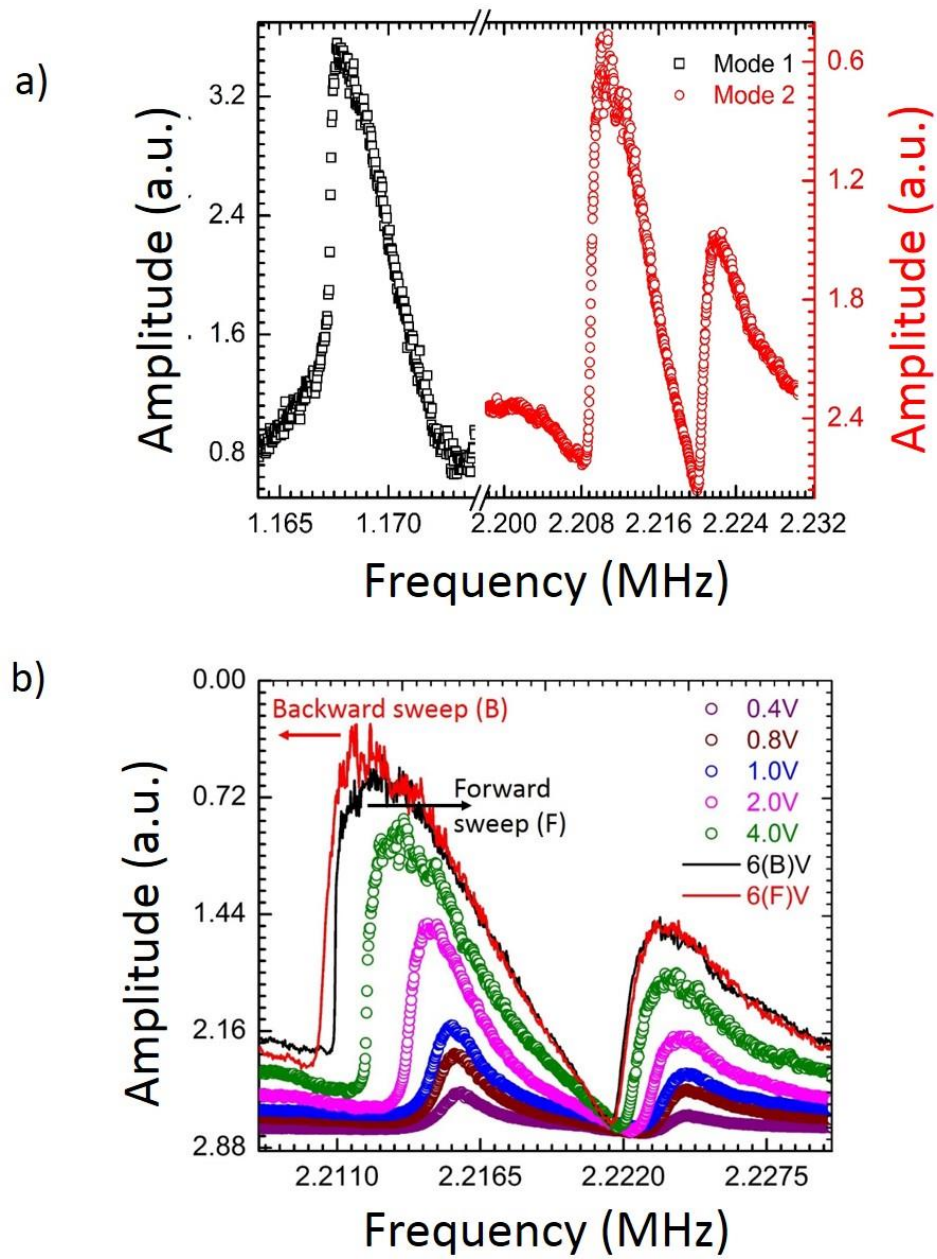 a)
Mode 1
Mode 2
Amplitude (a.u.)
3.2
2.4
1.6
0.8
0.6
1.2
1.8
2.4
Amplitude (a.u.)
1.165
1.170
2.200
2.208
2.216
2.224
2.232
Frequency (MHz)
b)
0.00
0.72
1.44
2.16
2.88
Amplitude (a.u.)
Backward sweep (B)
Forward
sweep (F)
0.4V
0.8V
1.0V
2.0V
4.0V
6(B)V
6(F)V
2.2110
2.2165
2.2220
2.2275
Frequency (MHz)